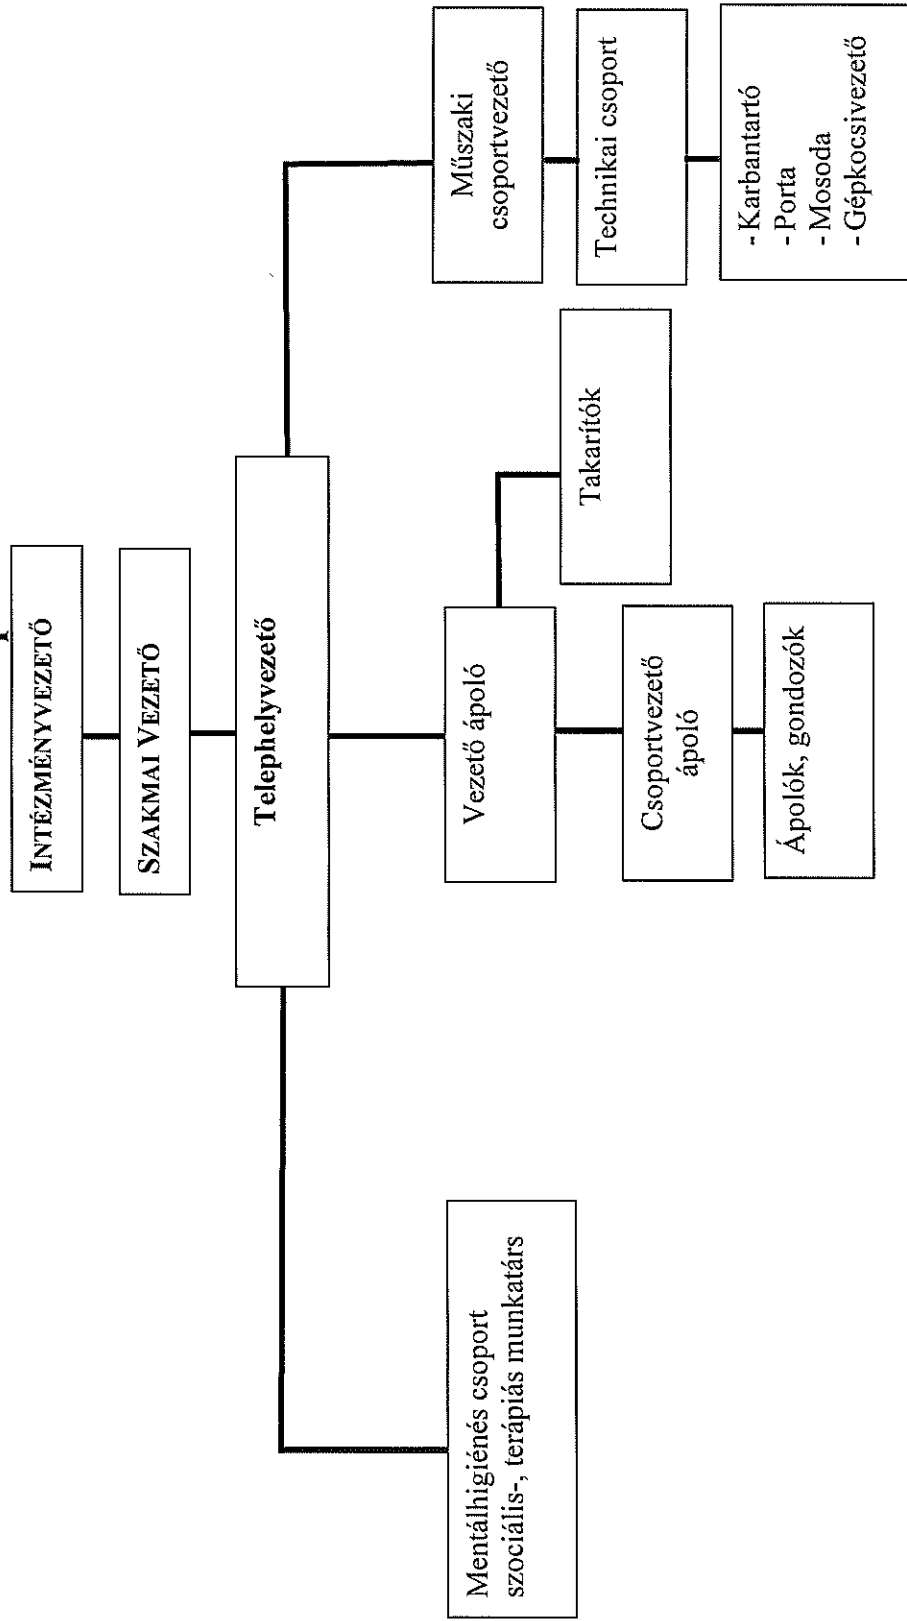 INTÉZMÉNYVEZETŐ
SZAKMAI VEZETŐ
Telephelyvezető
Mentálhigiénés csoport
szociális-, terápiás munkatárs
Vezető ápoló
Takarítók
Csoportvezető
ápoló
Ápolók, gondozók
Műszaki
csoportvezető
Technikai csoport
- Karbantartó
- Porta
- Mosoda
- Gépkocsivezető